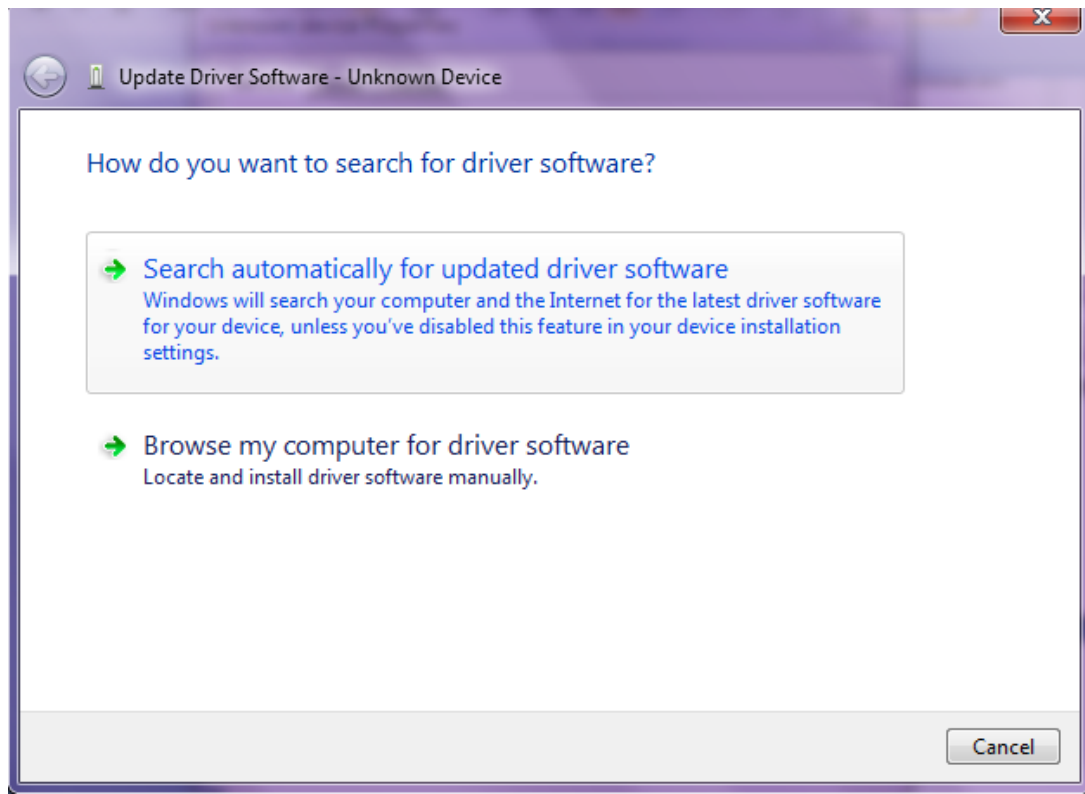 Update Driver Software - Unknown Device
How do you want to search for driver software?
Search automatically for updated driver software
Windows will search your computer and the Internet for the latest driver software
for your device, unless you've disabled this feature in your device installation
settings.
Browse my computer for driver software
Locate and install driver software manually.
Cancel